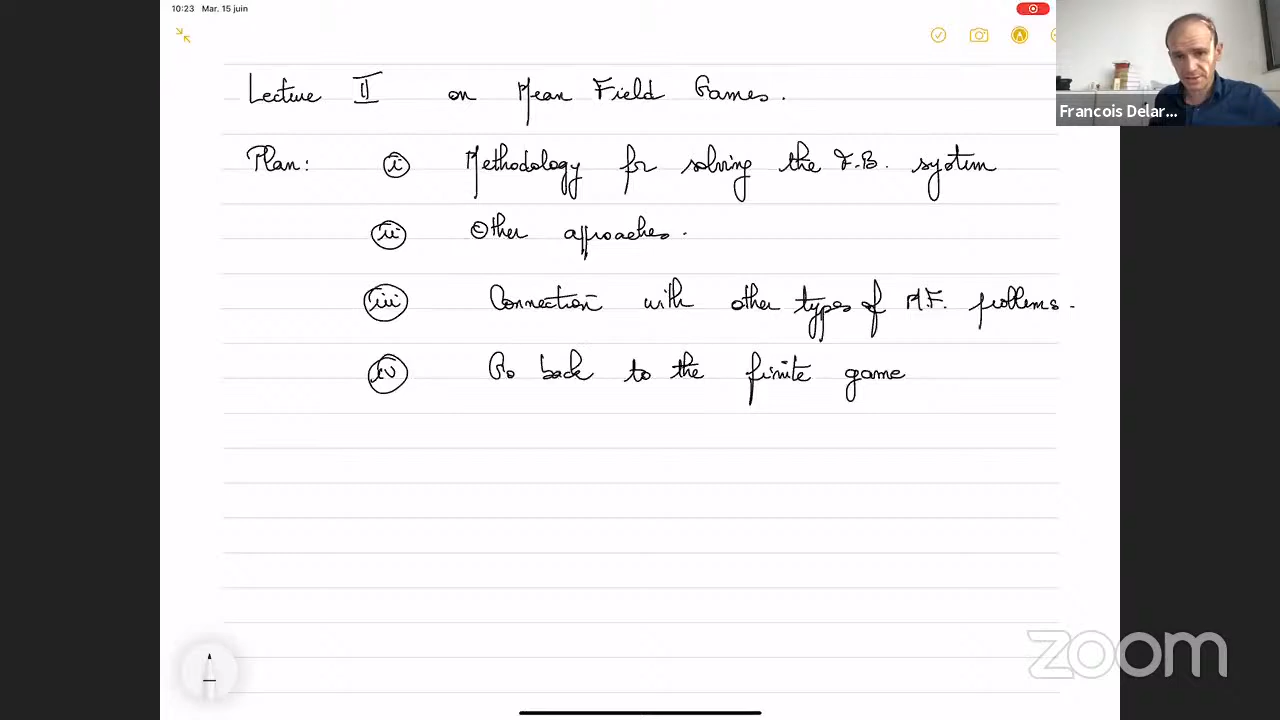 10:23 Mar. 15 juin
Lecture II on Mean Field Games.
Francois Delar...
Plan: (i) Methodology for solving the F.B. system
(ii) Other approaches.
(iii) Connection with other types of M.F. problems.
(iv) Go back to the finite game
zoom